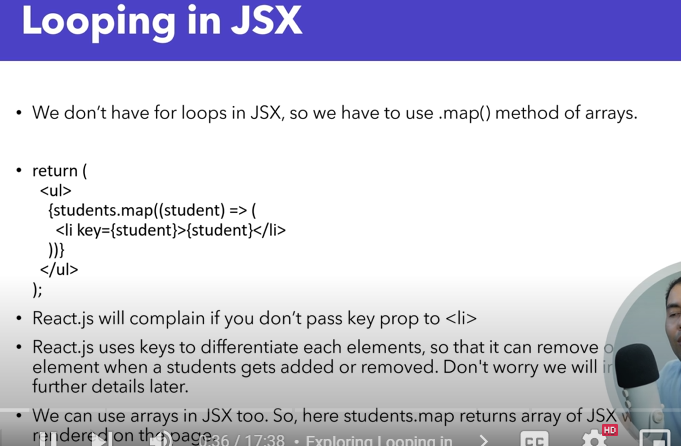 Looping in JSX
• We don't have for loops in JSX, so we have to use .map() method of arrays.
• return (
<ul>
{students.map((student) => (
<li key={student}>{student}</li>
))}
</ul>
);
• React.js will complain if you don't pass key prop to <li>
• React.js uses keys to differentiate each elements, so that it can remove
element when a students gets added or removed. Don't worry we will
further details later.
• We can use arrays in JSX too. So, here students.map returns array of JSX
rendered on the page.
:36 / 17:38 • Exploring Looping in
CC
HD